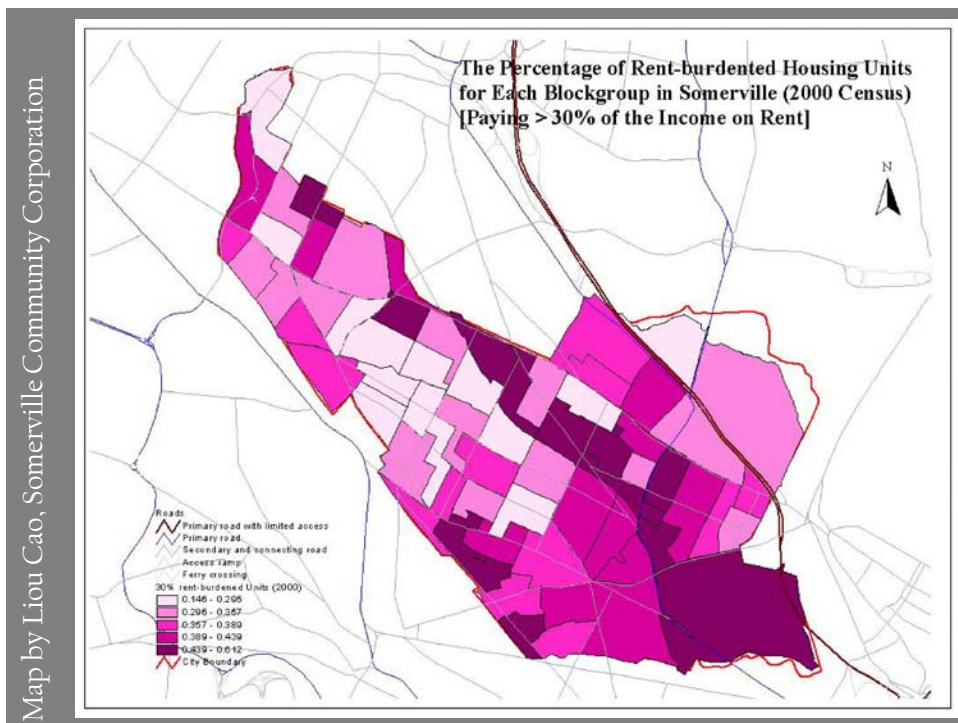 Map by Liou Cao, Somerville Community Corporation
The Percentage of Rent-burdented Housing Units
for Each Blockgroup in Somerville (2000 Census)
[Paying > 30% of the Income on Rent]
N
Roads
Primary road with limited access
Primary road
Secondary and connecting road
Access ramp
Ferry crossing
30% rent-burdened Units (2000)
0.146 - 0.295
0.296 - 0.357
0.357 - 0.389
0.389 - 0.439
0.439 - 0.612
City Boundary